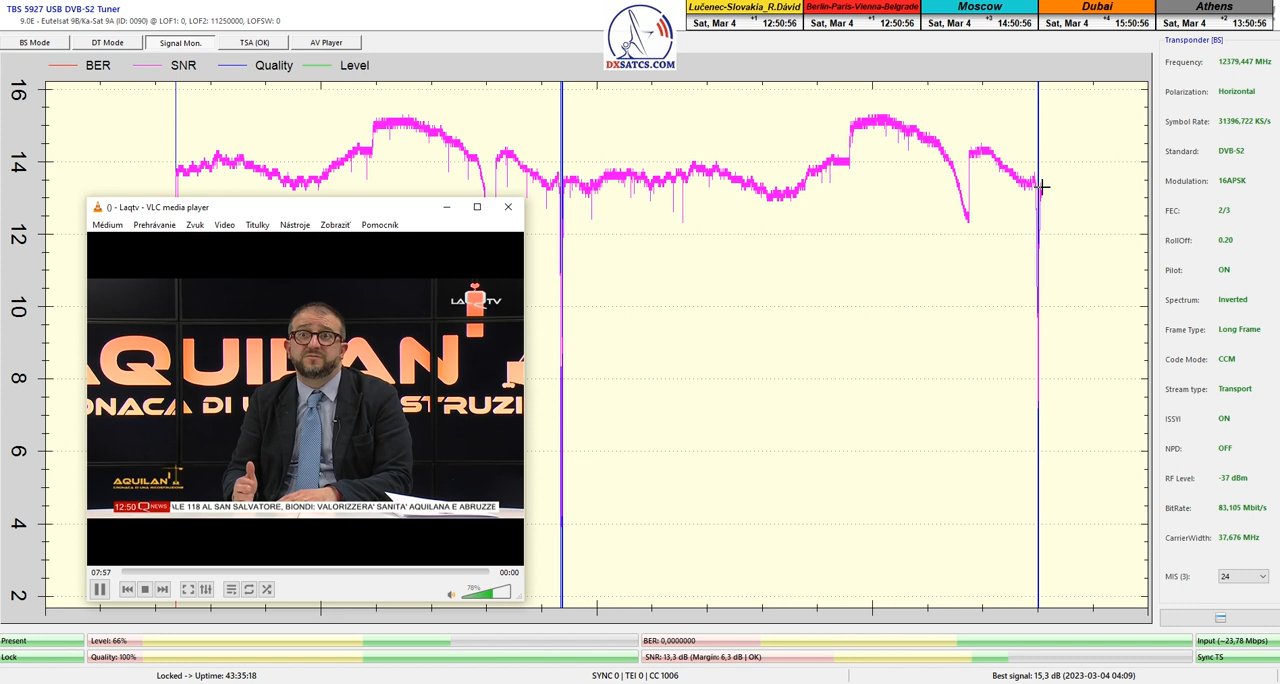 TBS 5927 USB DVB-S2 Tuner
9.0E - Eutelsat 9B/Ka-Sat 9A (ID: 0090) @ LOF1: 0, LOF2: 11250000, LOFSW: 0
Lučenec-Slovakia_R.Dávid
Sat, Mar 4 12:50:56
Berlin-Paris-Vienna-Belgrade
Sat, Mar 4 +1 12:50:56
Moscow
Sat, Mar 4 +3 14:50:56
Dubai
Sat, Mar 4 +4 15:50:56
Athens
Sat, Mar 4 +2 13:50:56
BS Mode
DT Mode
Signal Mon.
TSA (OK)
AV Player
DXSATCS.COM
BER
SNR
Quality
Level
16
14
12
10
8
6
4
2
() - Laqtv - VLC media player
Médium Prehrávanie Zvuk Video Titulky Nástroje Zobraziť Pomocník
LA TV
AQUILAN
ONACA DI
STRUZI
AQUILAN
CRONACA DI UNA RICOSTRUZIONE
12:50 NEWS ALE 118 AL SAN SALVATORE, BIONDI: VALORIZZERA' SANITA' AQUILANA E ABRUZZE
07:57
00:00
78%
Transponder [BS]
Frequency: 12379,447 MHz
Polarization: Horizontal
Symbol Rate: 31396,722 KS/s
Standard: DVB-S2
Modulation: 16APSK
FEC: 2/3
RollOff: 0.20
Pilot: ON
Spectrum: Inverted
Frame Type: Long Frame
Code Mode: CCM
Stream type: Transport
ISSYI ON
NPD: OFF
RF Level: -37 dBm
BitRate: 83,105 Mbit/s
CarrierWidth: 37,676 MHz
MIS (3): 24
Present
Level: 66%
BER: 0,0000000
Input (~23,78 Mbps)
Lock
Quality: 100%
SNR: 13,3 dB (Margin: 6,3 dB | OK)
Sync TS
Locked -> Uptime: 43:35:18
SYNC 0 | TEI 0 | CC 1006
Best signal: 15,3 dB (2023-03-04 04:09)